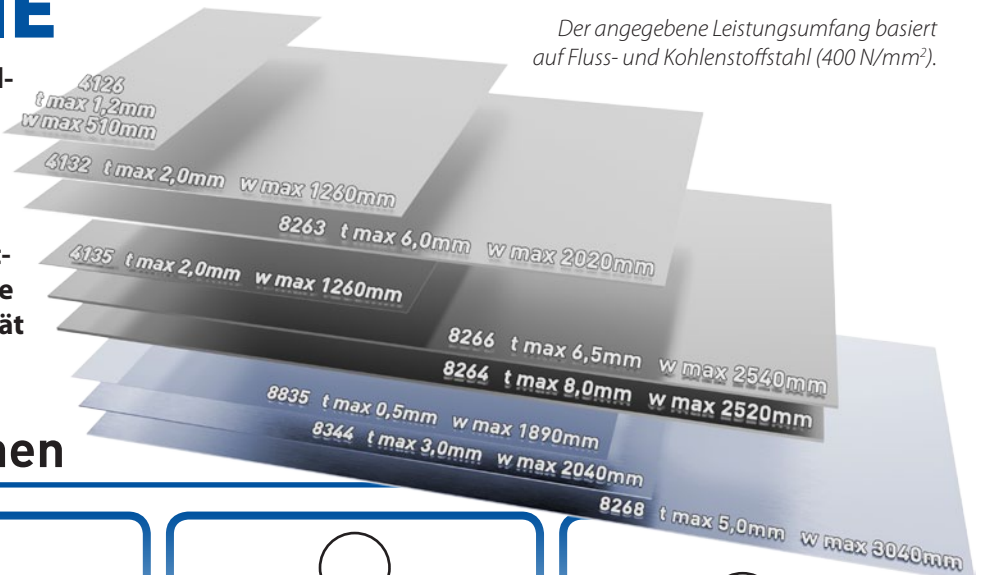 Der angegebene Leistungsumfang basiert
auf Fluss- und Kohlenstoffstahl (400 N/mm²).
4126
t max 1,2mm
w max 510mm
4132 t max 2,0mm w max 1260mm
8263 t max 6,0mm w max 2020mm
4135 t max 2,0mm w max 1260mm
8266 t max 6,5mm w max 2540mm
8264 t max 8,0mm w max 2520mm
8835 t max 0,5mm w max 1890mm
8344 t max 3,0mm w max 2040mm
8268 t max 5,0mm w max 3040mm